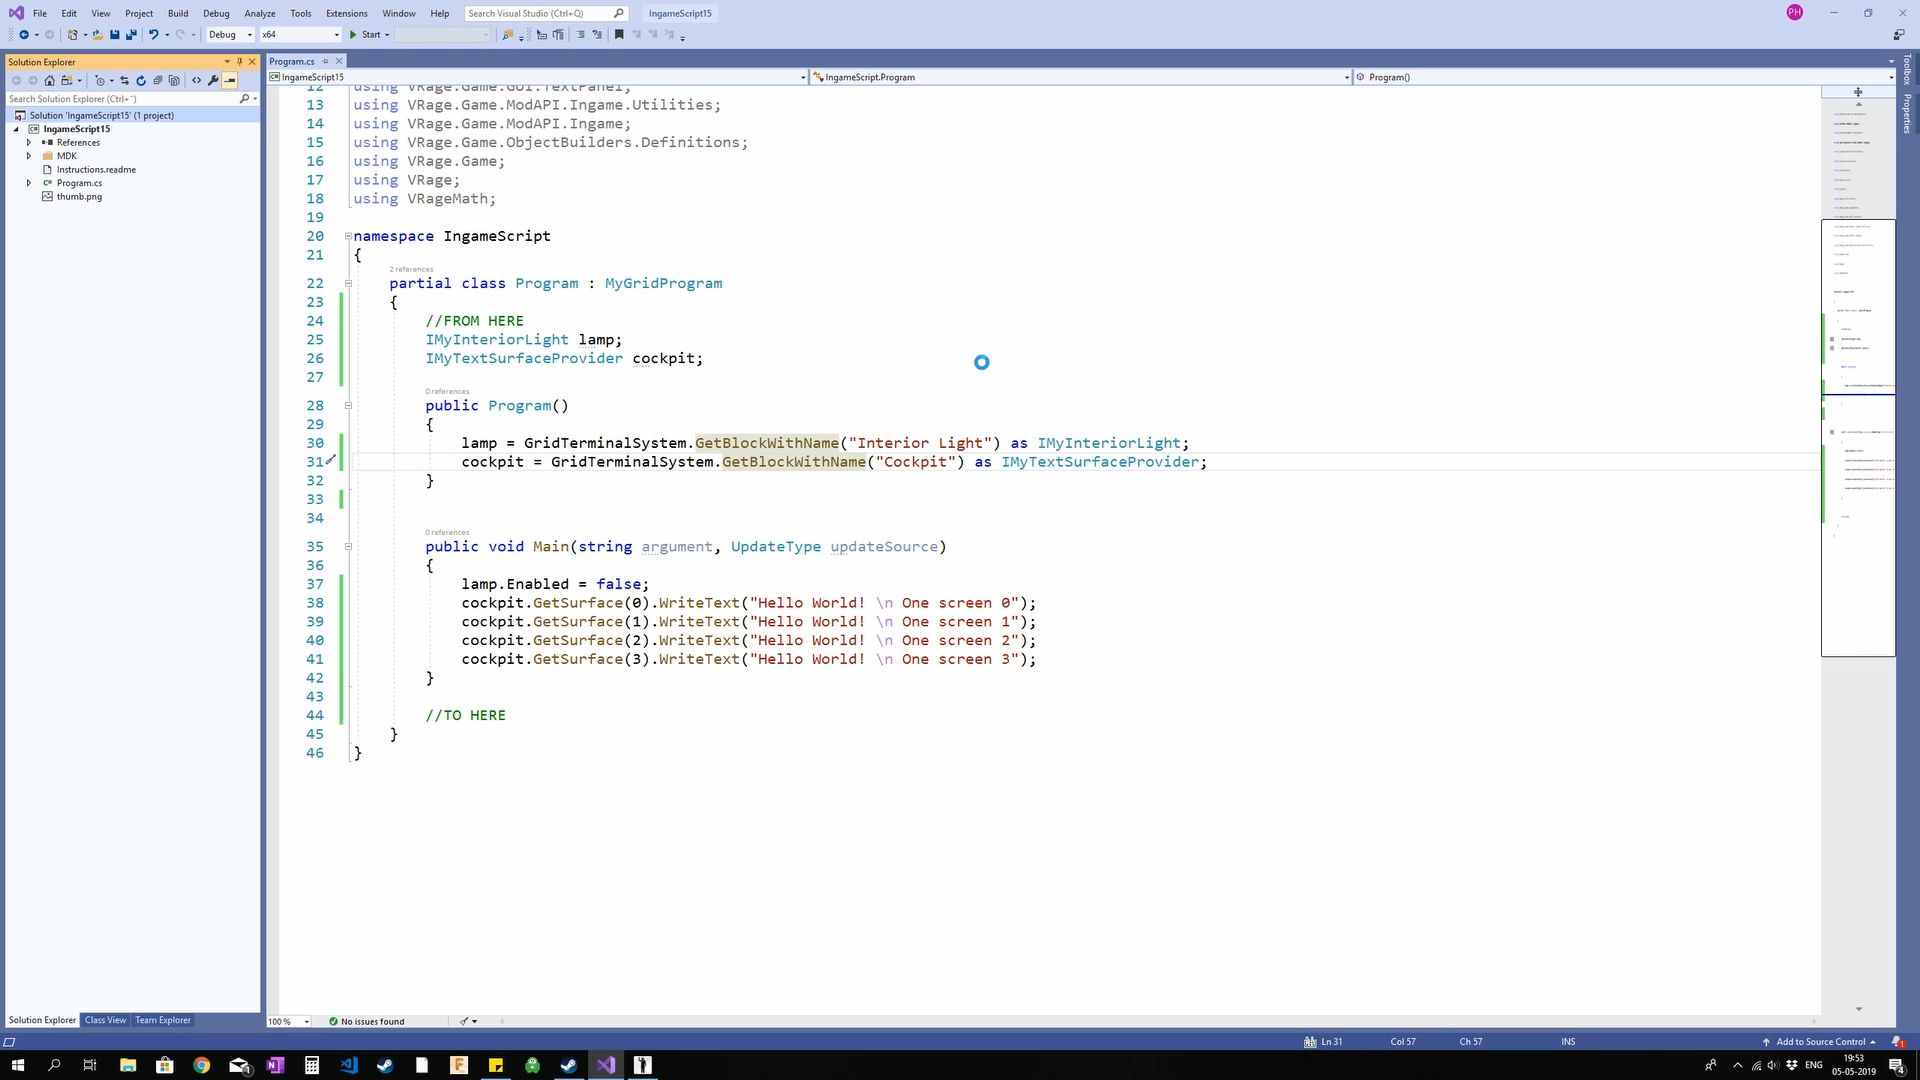 File Edit View Project Build Debug Analyze Tools Extensions Window Help Search Visual Studio (Ctrl+Q) IngameScript15 PH
Debug x64 Start
Solution Explorer
Search Solution Explorer (Ctrl+¨)
Solution 'IngameScript15' (1 project)
IngameScript15
References
MDK
Instructions.readme
Program.cs
thumb.png
Program.cs
IngameScript15 IngameScript.Program Program()
12 using VRage.Game.GUI.TextPanel;
13 using VRage.Game.ModAPI.Ingame.Utilities;
14 using VRage.Game.ModAPI.Ingame;
15 using VRage.Game.ObjectBuilders.Definitions;
16 using VRage.Game;
17 using VRage;
18 using VRageMath;
19
20 namespace IngameScript
21 {
2 references
22 partial class Program : MyGridProgram
23 {
24 //FROM HERE
25 IMyInteriorLight lamp;
26 IMyTextSurfaceProvider cockpit;
27
0 references
28 public Program()
29 {
30 lamp = GridTerminalSystem.GetBlockWithName("Interior Light") as IMyInteriorLight;
31 cockpit = GridTerminalSystem.GetBlockWithName("Cockpit") as IMyTextSurfaceProvider;
32 }
33
34
0 references
35 public void Main(string argument, UpdateType updateSource)
36 {
37 lamp.Enabled = false;
38 cockpit.GetSurface(0).WriteText("Hello World! \n One screen 0");
39 cockpit.GetSurface(1).WriteText("Hello World! \n One screen 1");
40 cockpit.GetSurface(2).WriteText("Hello World! \n One screen 2");
41 cockpit.GetSurface(3).WriteText("Hello World! \n One screen 3");
42 }
43
44 //TO HERE
45 }
46 }
Toolbox
Properties
Solution Explorer Class View Team Explorer
100 % No issues found
Ln 31 Col 57 Ch 57 INS Add to Source Control 1
ENG 19:53
05-05-2019
4